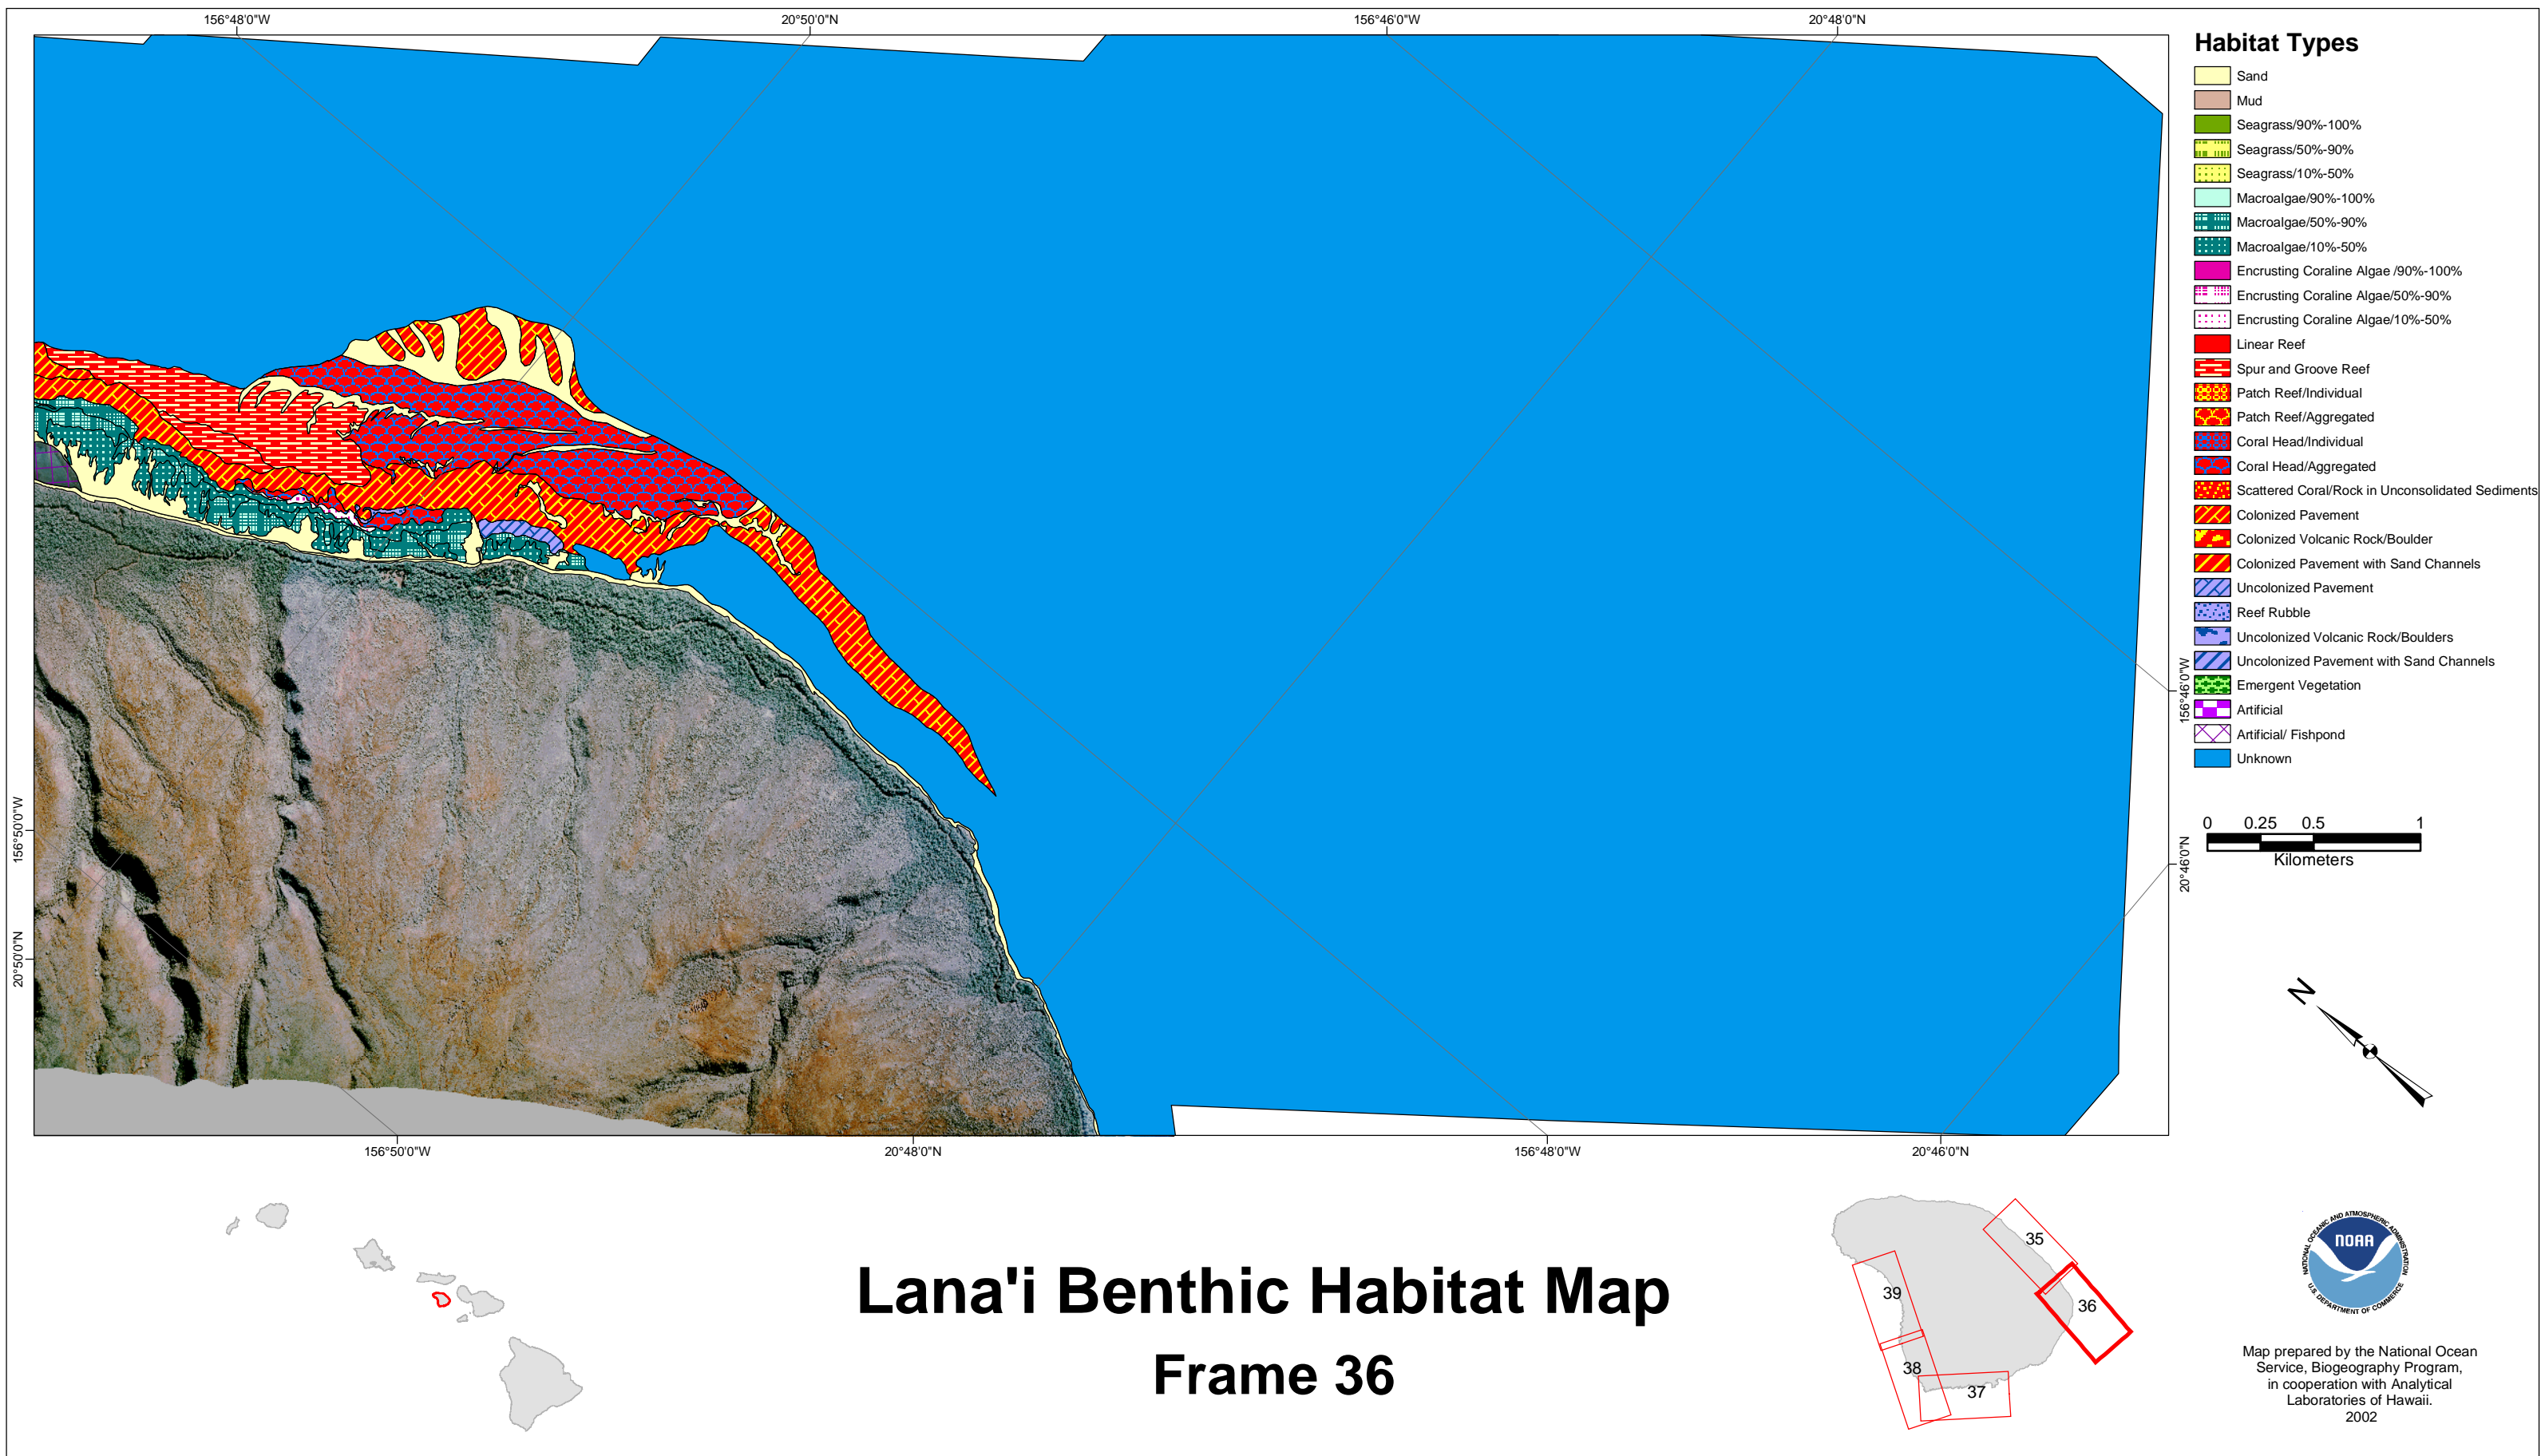 156°48'0"W
20°50'0"N
156°46'0"W
20°48'0"N
Habitat Types
Sand
Mud
Seagrass/90%-100%
Seagrass/50%-90%
Seagrass/10%-50%
Macroalgae/90%-100%
Macroalgae/50%-90%
Macroalgae/10%-50%
Encrusting Coraline Algae /90%-100%
Encrusting Coraline Algae/50%-90%
Encrusting Coraline Algae/10%-50%
Linear Reef
Spur and Groove Reef
Patch Reef/Individual
Patch Reef/Aggregated
Coral Head/Individual
Coral Head/Aggregated
Scattered Coral/Rock in Unconsolidated Sediments
Colonized Pavement
Colonized Volcanic Rock/Boulder
Colonized Pavement with Sand Channels
Uncolonized Pavement
Reef Rubble
Uncolonized Volcanic Rock/Boulders
Uncolonized Pavement with Sand Channels
Emergent Vegetation
Artificial
Artificial/ Fishpond
Unknown
0 0.25 0.5 1
Kilometers
156°46'0"W
20°46'0"N
N
156°50'0"W
20°50'0"N
156°50'0"W
20°48'0"N
156°48'0"W
20°46'0"N
Lana'i Benthic Habitat Map
Frame 36
35
36
39
38
37
NATIONAL OCEANIC AND ATMOSPHERIC ADMINISTRATION
NOAA
U.S. DEPARTMENT OF COMMERCE
Map prepared by the National Ocean
Service, Biogeography Program,
in cooperation with Analytical
Laboratories of Hawaii.
2002